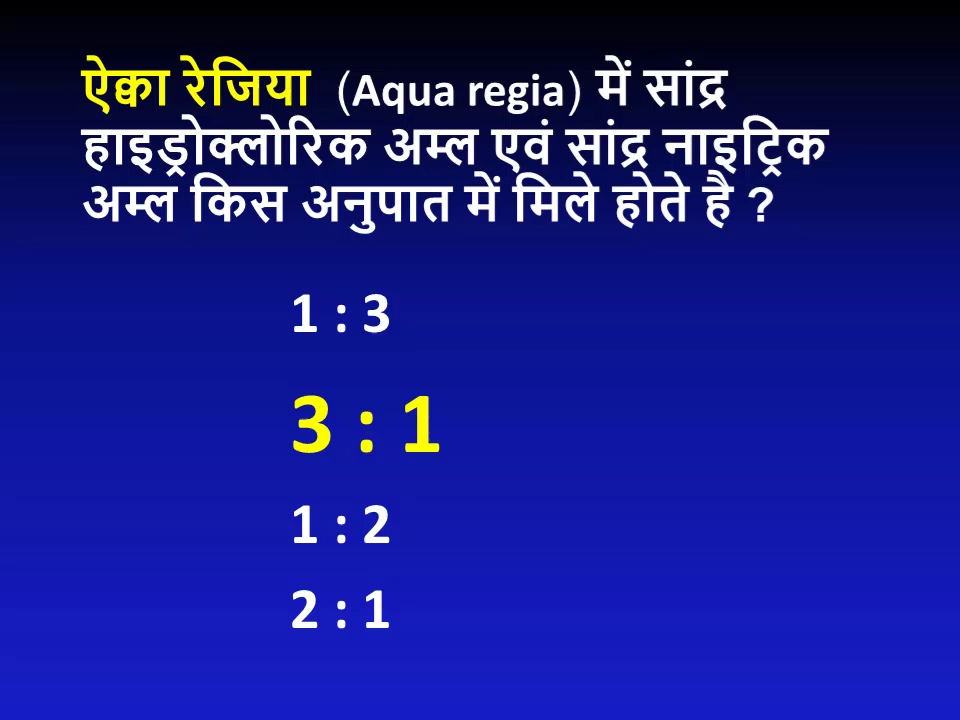 ऐक्वा रेजिया (Aqua regia) में सांद्र
हाइड्रोक्लोरिक अम्ल एवं सांद्र नाइट्रिक
अम्ल किस अनुपात में मिले होते है ?
1 : 3
3 : 1
1 : 2
2 : 1